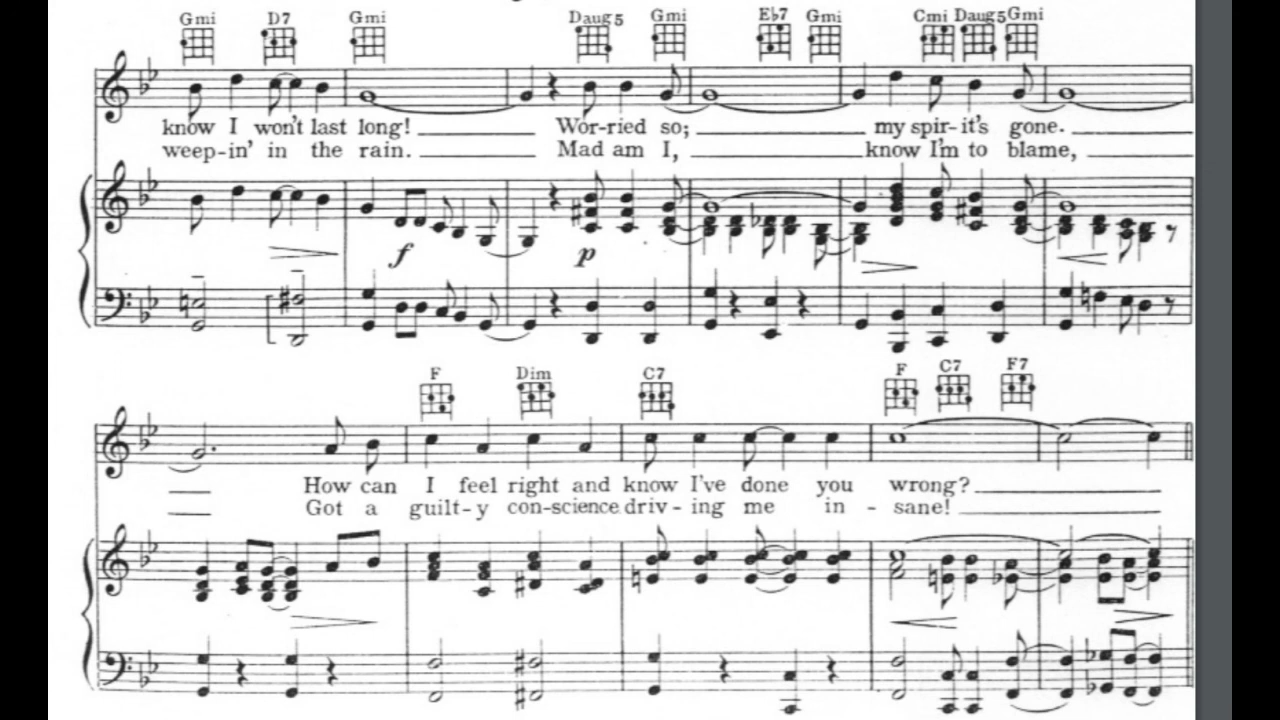 Gmi D7 Gmi Daug5 Gmi Eb7 Gmi Cmi Daug5 Gmi
know I won't last long! Wor-ried so; my spir-it's gone.
weep-in' in the rain. Mad am I, know I'm to blame,
f p
F Dim C7 F C7 F7
How can I feel right and know I've done you wrong?
Got a guilt-y con-science driv-ing me in-sane!